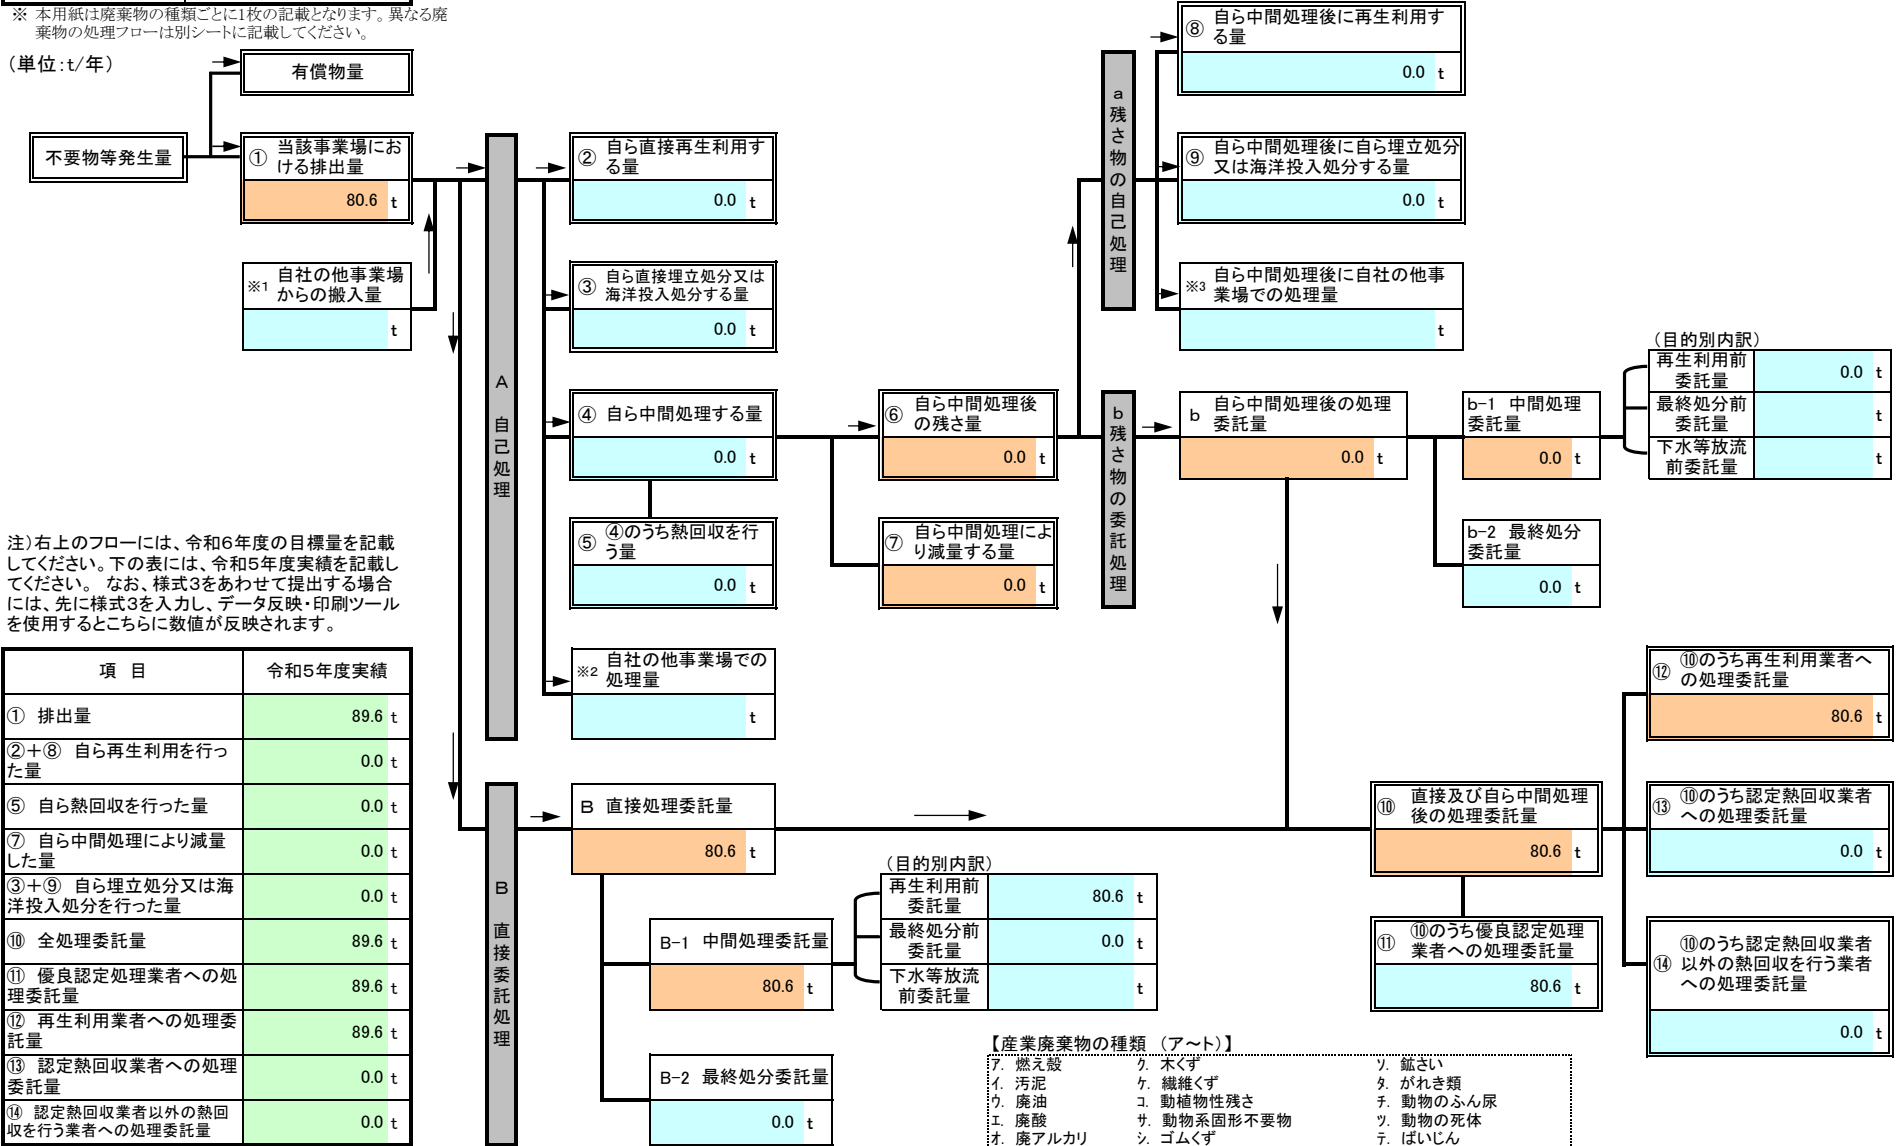 ※ 本用紙は廃棄物の種類ごとに1枚の記載となります。異なる廃
棄物の処理フローは別シートに記載してください。
（単位:t/年）
有償物量
不要物等発生量
① 当該事業場にお
ける排出量
80.6 t
※1 自社の他事業場
からの搬入量
t
A 自己処理
② 自ら直接再生利用す
る量
0.0 t
③ 自ら直接埋立処分又は
海洋投入処分する量
0.0 t
④ 自ら中間処理する量
0.0 t
⑤ ④のうち熱回収を行
う量
0.0 t
※2 自社の他事業場での
処理量
t
⑥ 自ら中間処理後
の残さ量
0.0 t
⑦ 自ら中間処理によ
り減量する量
0.0 t
a 残さ物の自己処理
⑧ 自ら中間処理後に再生利用す
る量
0.0 t
⑨ 自ら中間処理後に自ら埋立処分
又は海洋投入処分する量
0.0 t
※3 自ら中間処理後に自社の他事
業場での処理量
t
b 残さ物の委託処理
b 自ら中間処理後の処理
委託量
0.0 t
b-1 中間処理
委託量
0.0 t
b-2 最終処分
委託量
0.0 t
（目的別内訳）
再生利用前
委託量 0.0 t
最終処分前
委託量 t
下水等放流
前委託量 t
注）右上のフローには、令和6年度の目標量を記載
してください。下の表には、令和5年度実績を記載し
てください。 なお、様式3をあわせて提出する場合
には、先に様式3を入力し、データ反映・印刷ツール
を使用するとこちらに数値が反映されます。
項 目 令和5年度実績
① 排出量 89.6 t
②＋⑧ 自ら再生利用を行っ
た量 0.0 t
⑤ 自ら熱回収を行った量 0.0 t
⑦ 自ら中間処理により減量
した量 0.0 t
③＋⑨ 自ら埋立処分又は海
洋投入処分を行った量 0.0 t
⑩ 全処理委託量 89.6 t
⑪ 優良認定処理業者への処
理委託量 89.6 t
⑫ 再生利用業者への処理委
託量 89.6 t
⑬ 認定熱回収業者への処理
委託量 0.0 t
⑭ 認定熱回収業者以外の熱回
収を行う業者への処理委託量 0.0 t
B 直接委託処理
B 直接処理委託量
80.6 t
B-1 中間処理委託量
80.6 t
B-2 最終処分委託量
0.0 t
（目的別内訳）
再生利用前
委託量 80.6 t
最終処分前
委託量 0.0 t
下水等放流
前委託量 t
⑩ 直接及び自ら中間処理
後の処理委託量
80.6 t
⑪ ⑩のうち優良認定処理
業者への処理委託量
80.6 t
⑫ ⑩のうち再生利用業者へ
の処理委託量
80.6 t
⑬ ⑩のうち認定熱回収業者
への処理委託量
0.0 t
⑭ ⑩のうち認定熱回収業者
以外の熱回収を行う業者
への処理委託量
0.0 t
【産業廃棄物の種類 （ア～ト）】
ア. 燃え殻 ク. 木くず ソ. 鉱さい
イ. 汚泥 ケ. 繊維くず タ. がれき類
ウ. 廃油 コ. 動植物性残さ チ. 動物のふん尿
エ. 廃酸 サ. 動物系固形不要物 ツ. 動物の死体
オ. 廃アルカリ シ. ゴムくず テ. ばいじん